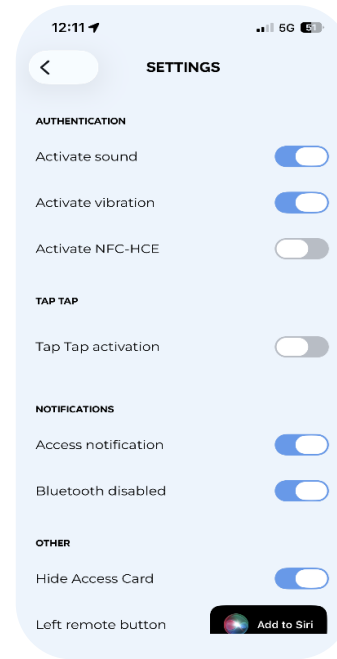 12:11 5G 51
SETTINGS
AUTHENTICATION
Activate sound
Activate vibration
Activate NFC-HCE
TAP TAP
Tap Tap activation
NOTIFICATIONS
Access notification
Bluetooth disabled
OTHER
Hide Access Card
Left remote button Add to Siri